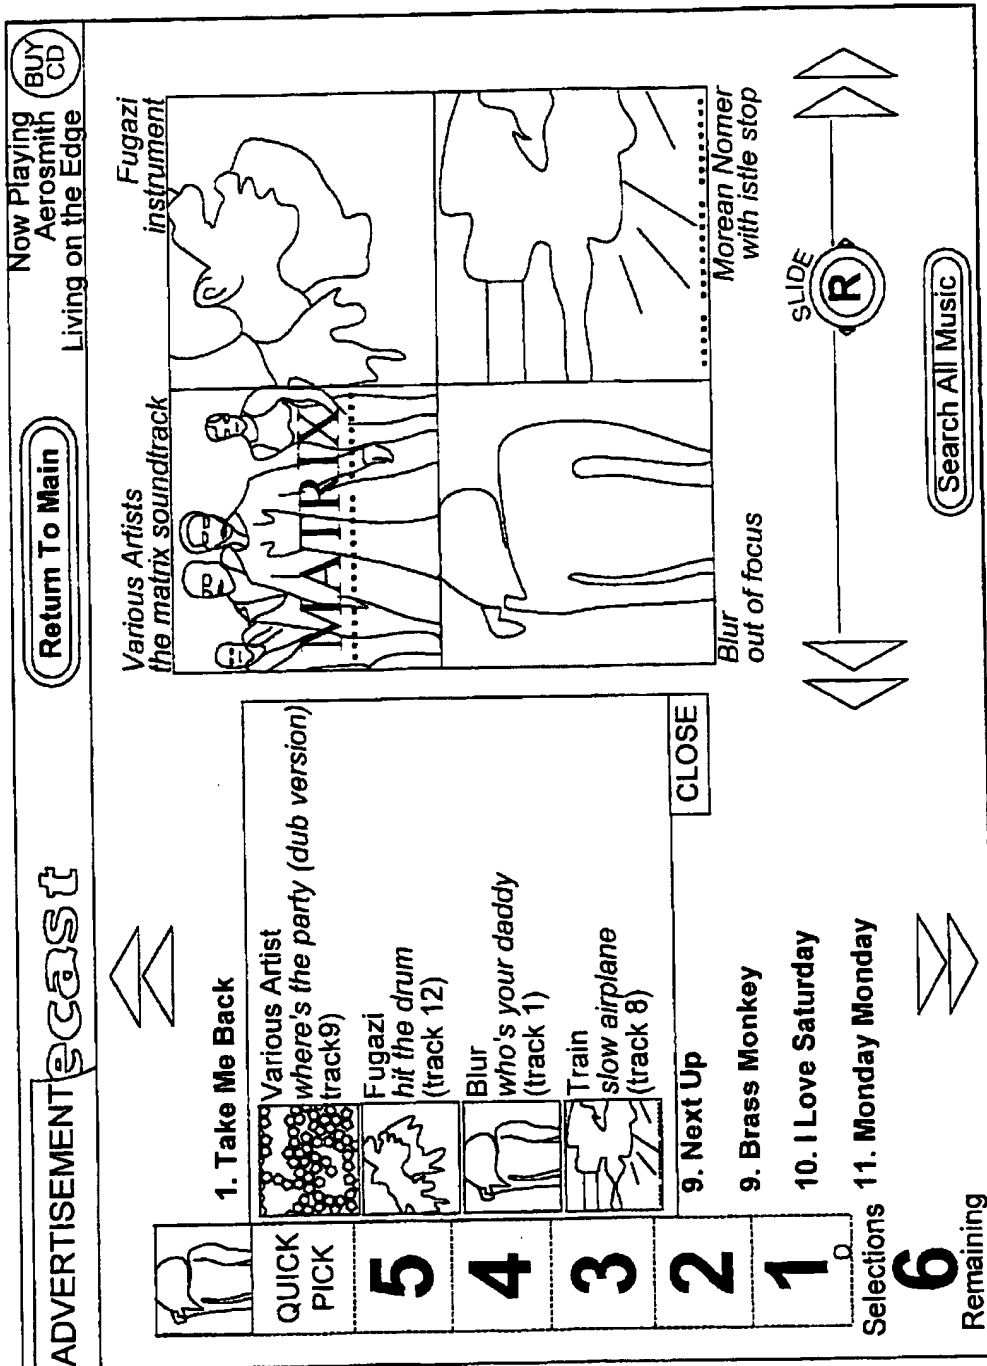 ADVERTISEMENT
ecast
Return To Main
Now Playing
Aerosmith
Living on the Edge
BUY
CD
QUICK
PICK
5
4
3
2
1
Selections
6
Remaining
1. Take Me Back
Various Artist
where's the party (dub version)
track9)
Fugazi
hit the drum
(track 12)
Blur
who's your daddy
(track 1)
Train
slow airplane
(track 8)
CLOSE
9. Next Up
9. Brass Monkey
10. I Love Saturday
11. Monday Monday
Various Artists
the matrix soundtrack
MATRIX
Fugazi
instrument
Blur
out of focus
Morean Nomer
with istle stop
SLIDE
R
Search All Music